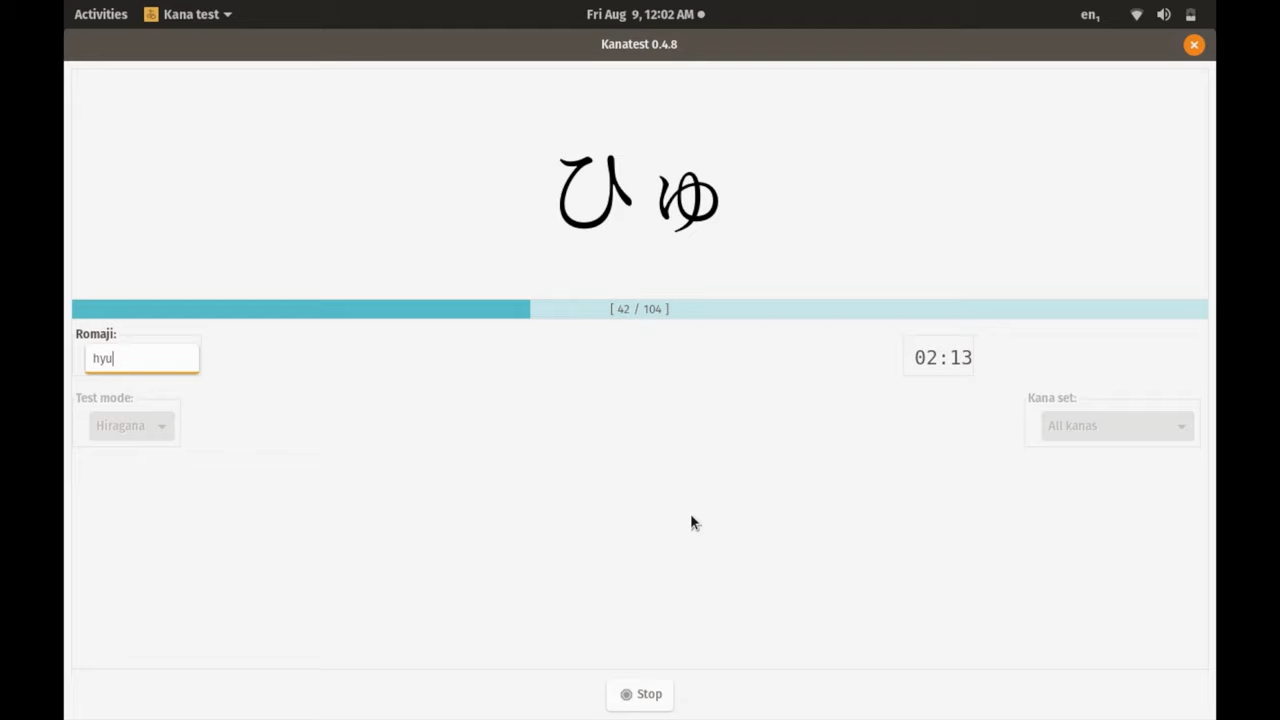 Activities Kana test Fri Aug 9, 12:02 AM en₁
Kanatest 0.4.8
ひゅ
[ 42 / 104 ]
Romaji:
hyu 02:13
Test mode: Kana set:
Hiragana All kanas
Stop